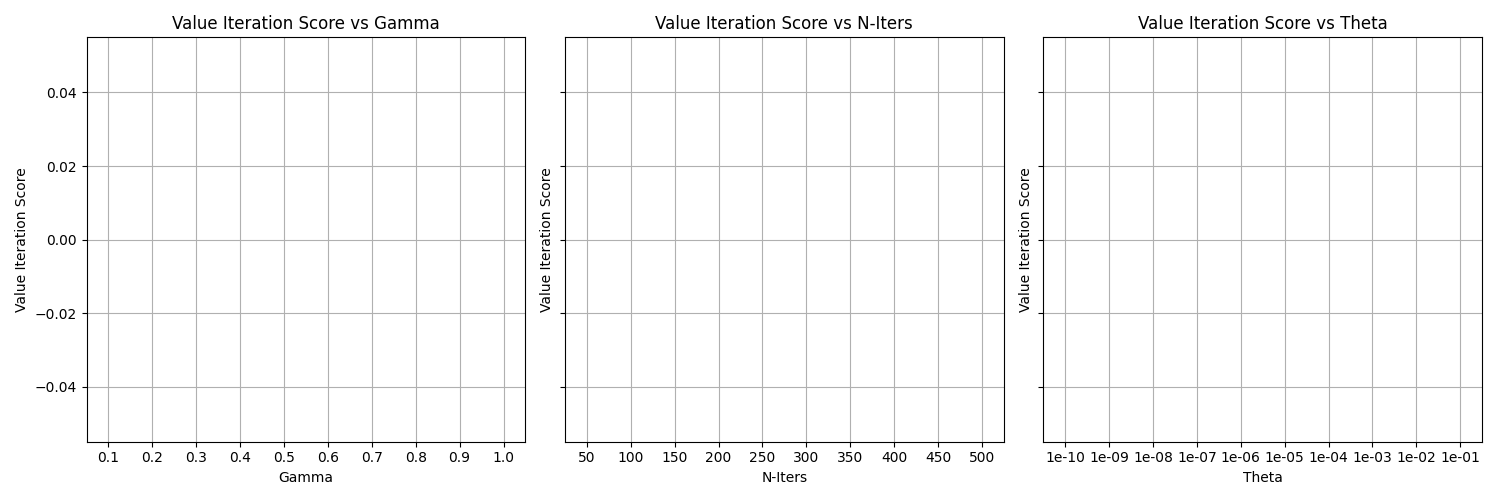 Value Iteration Score vs Gamma
Value Iteration Score vs N-Iters
Value Iteration Score vs Theta
Value Iteration Score
0.04
0.02
0.00
−0.02
−0.04
0.1 0.2 0.3 0.4 0.5 0.6 0.7 0.8 0.9 1.0
Gamma
Value Iteration Score
50 100 150 200 250 300 350 400 450 500
N-Iters
Value Iteration Score
1e-10 1e-09 1e-08 1e-07 1e-06 1e-05 1e-04 1e-03 1e-02 1e-01
Theta